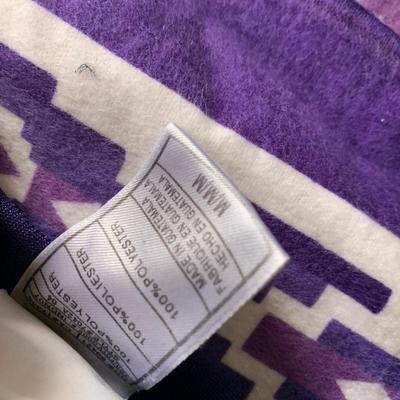 M/M/M
MADE IN GUATEMALA
FABRIQUE EN GUATEMALA
HECHO EN GUATEMALA
100%POLYESTER
100%POLIESTER
100%POLYESTER